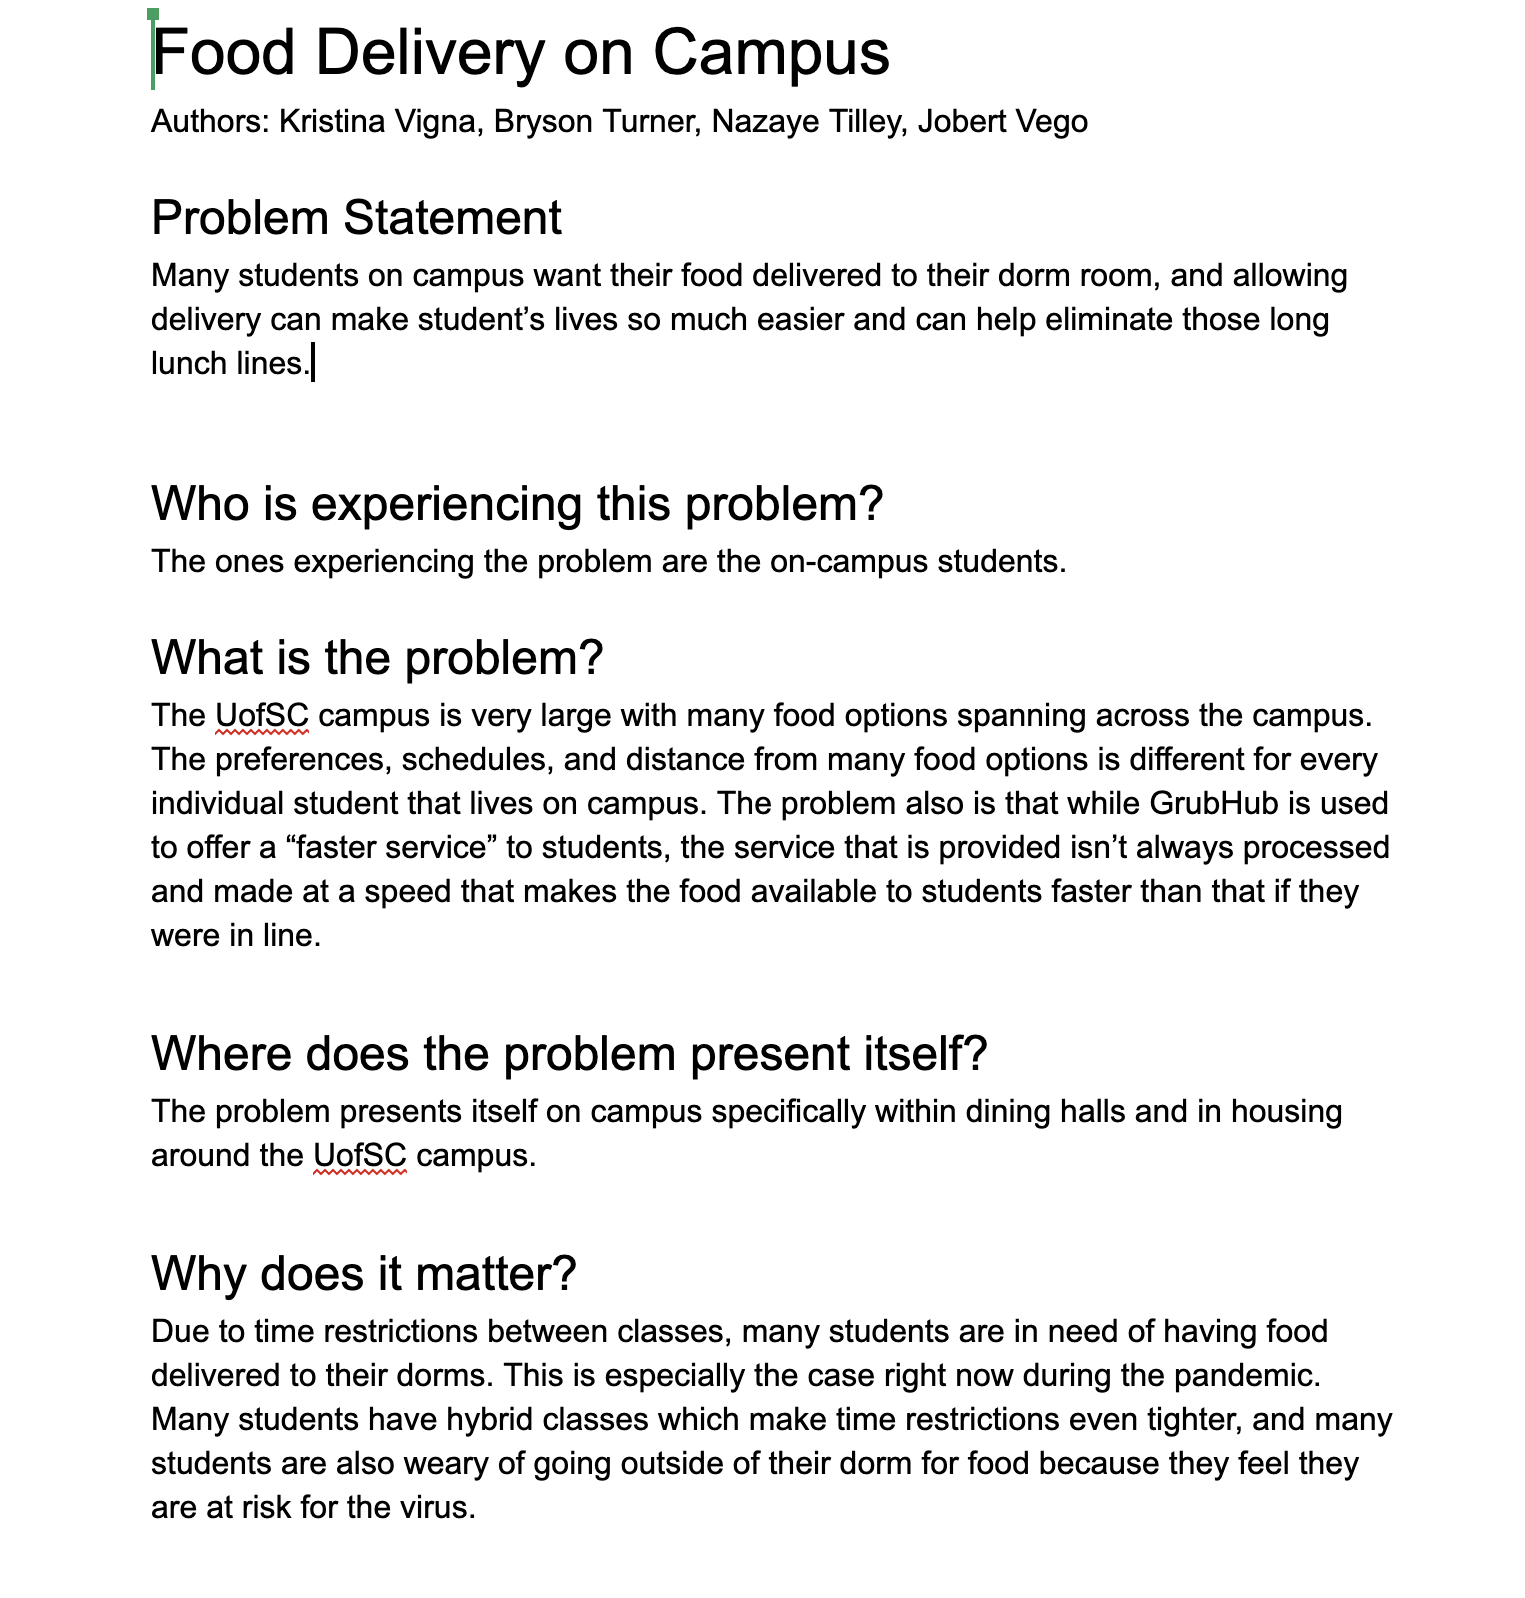 Food Delivery on Campus
Authors: Kristina Vigna, Bryson Turner, Nazaye Tilley, Jobert Vego
Problem Statement
Many students on campus want their food delivered to their dorm room, and allowing
delivery can make student’s lives so much easier and can help eliminate those long
lunch lines.
Who is experiencing this problem?
The ones experiencing the problem are the on-campus students.
What is the problem?
The UofSC campus is very large with many food options spanning across the campus.
The preferences, schedules, and distance from many food options is different for every
individual student that lives on campus. The problem also is that while GrubHub is used
to offer a “faster service” to students, the service that is provided isn’t always processed
and made at a speed that makes the food available to students faster than that if they
were in line.
Where does the problem present itself?
The problem presents itself on campus specifically within dining halls and in housing
around the UofSC campus.
Why does it matter?
Due to time restrictions between classes, many students are in need of having food
delivered to their dorms. This is especially the case right now during the pandemic.
Many students have hybrid classes which make time restrictions even tighter, and many
students are also weary of going outside of their dorm for food because they feel they
are at risk for the virus.